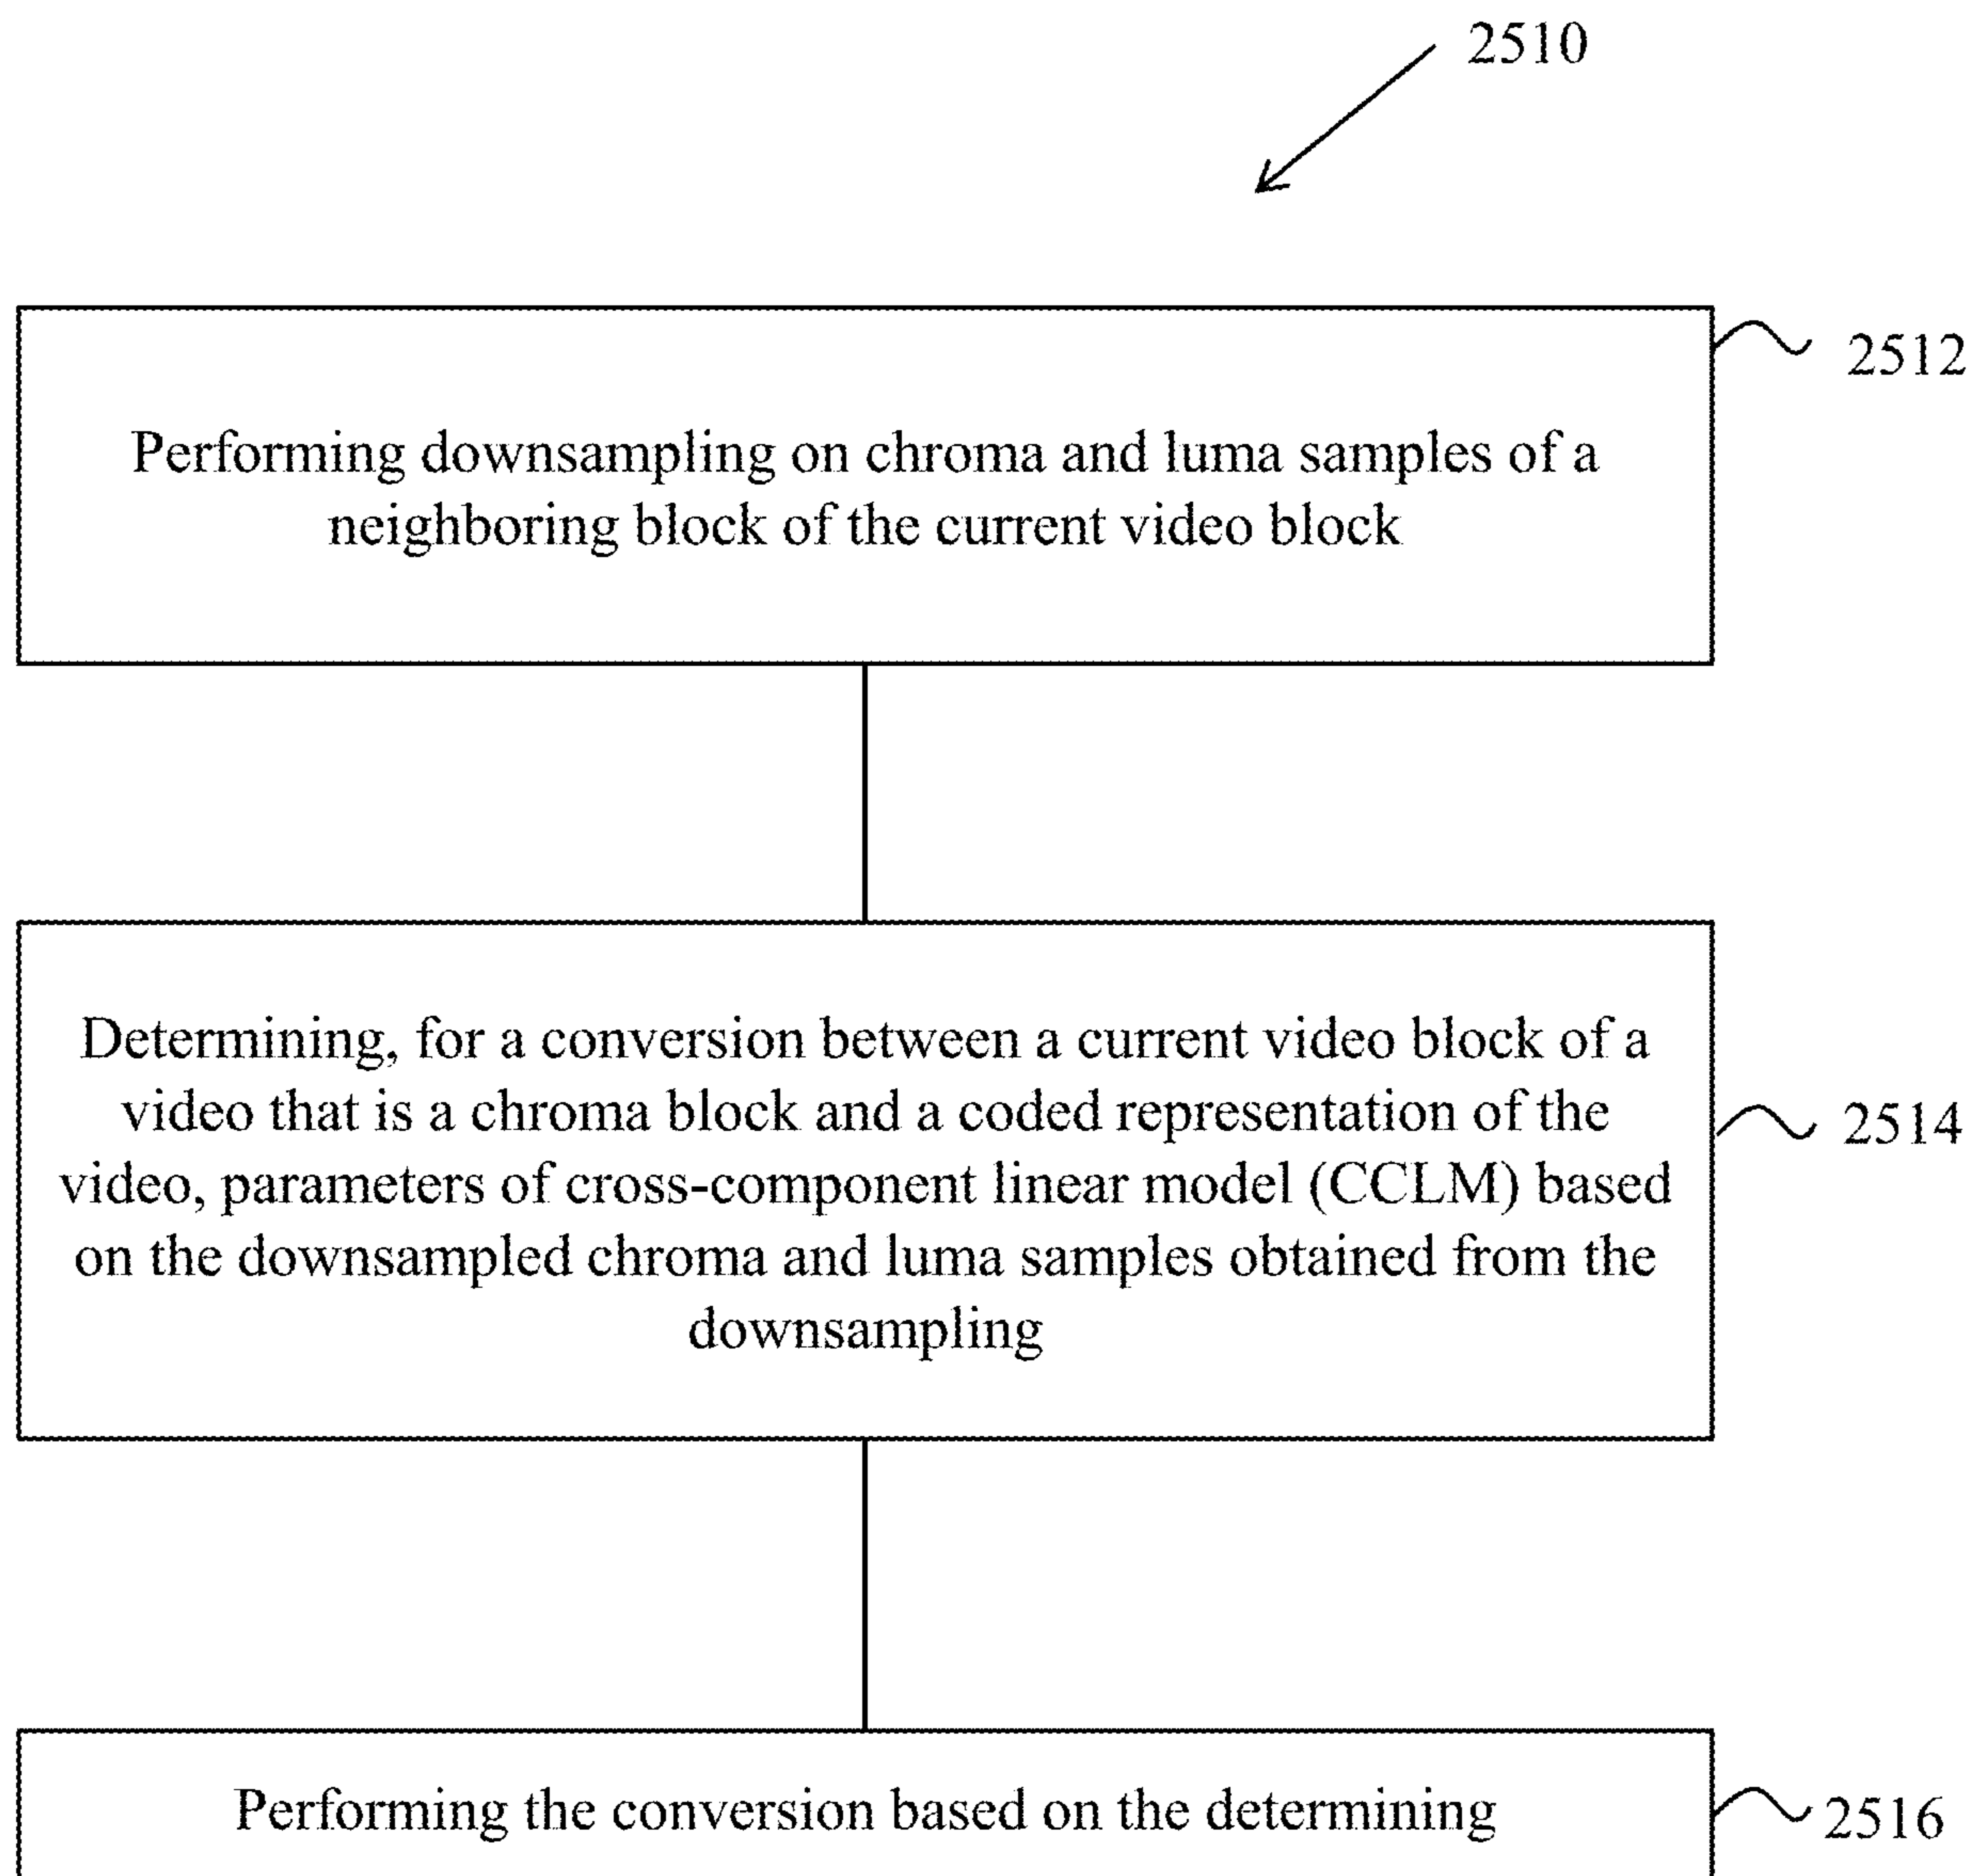 2510
2512
Performing downsampling on chroma and luma samples of a
neighboring block of the current video block
Determining, for a conversion between a current video block of a
video that is a chroma block and a coded representation of the
video, parameters of cross-component linear model (CCLM) based
on the downsampled chroma and luma samples obtained from the
downsampling
2514
Performing the conversion based on the determining
2516